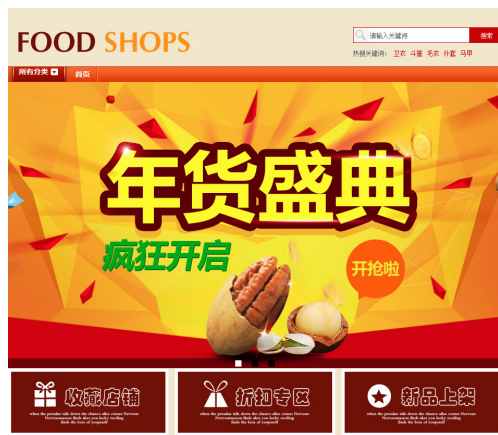 FOOD SHOPS
请输入关键词
搜索
热搜关键词： 卫衣 斗篷 毛衣 外套 马甲
所有分类
首页
年货盛典
疯狂开启
开抢啦
收藏店铺
折扣专区
新品上架